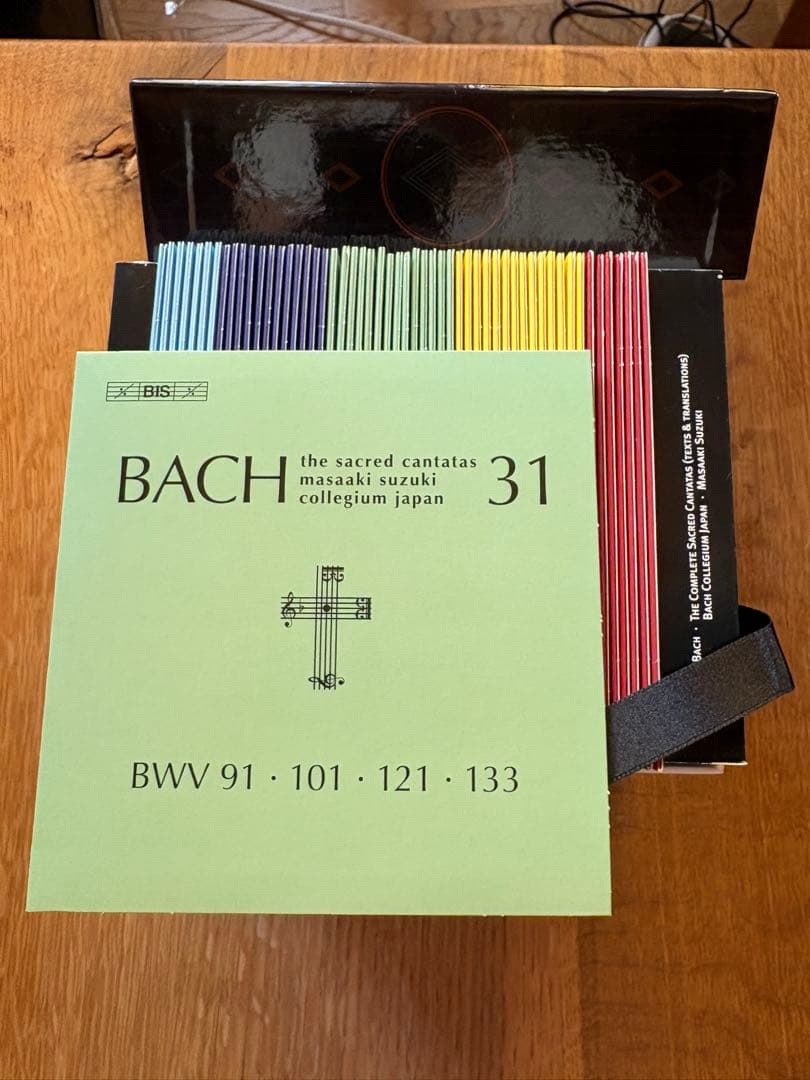 BIS
BACH the sacred cantatas
masaaki suzuki
collegium japan 31
BWV 91 · 101 · 121 · 133
BACH · THE COMPLETE SACRED CANTATAS (TEXTS & TRANSLATIONS)
BACH COLLEGIUM JAPAN · MASAAKI SUZUKI